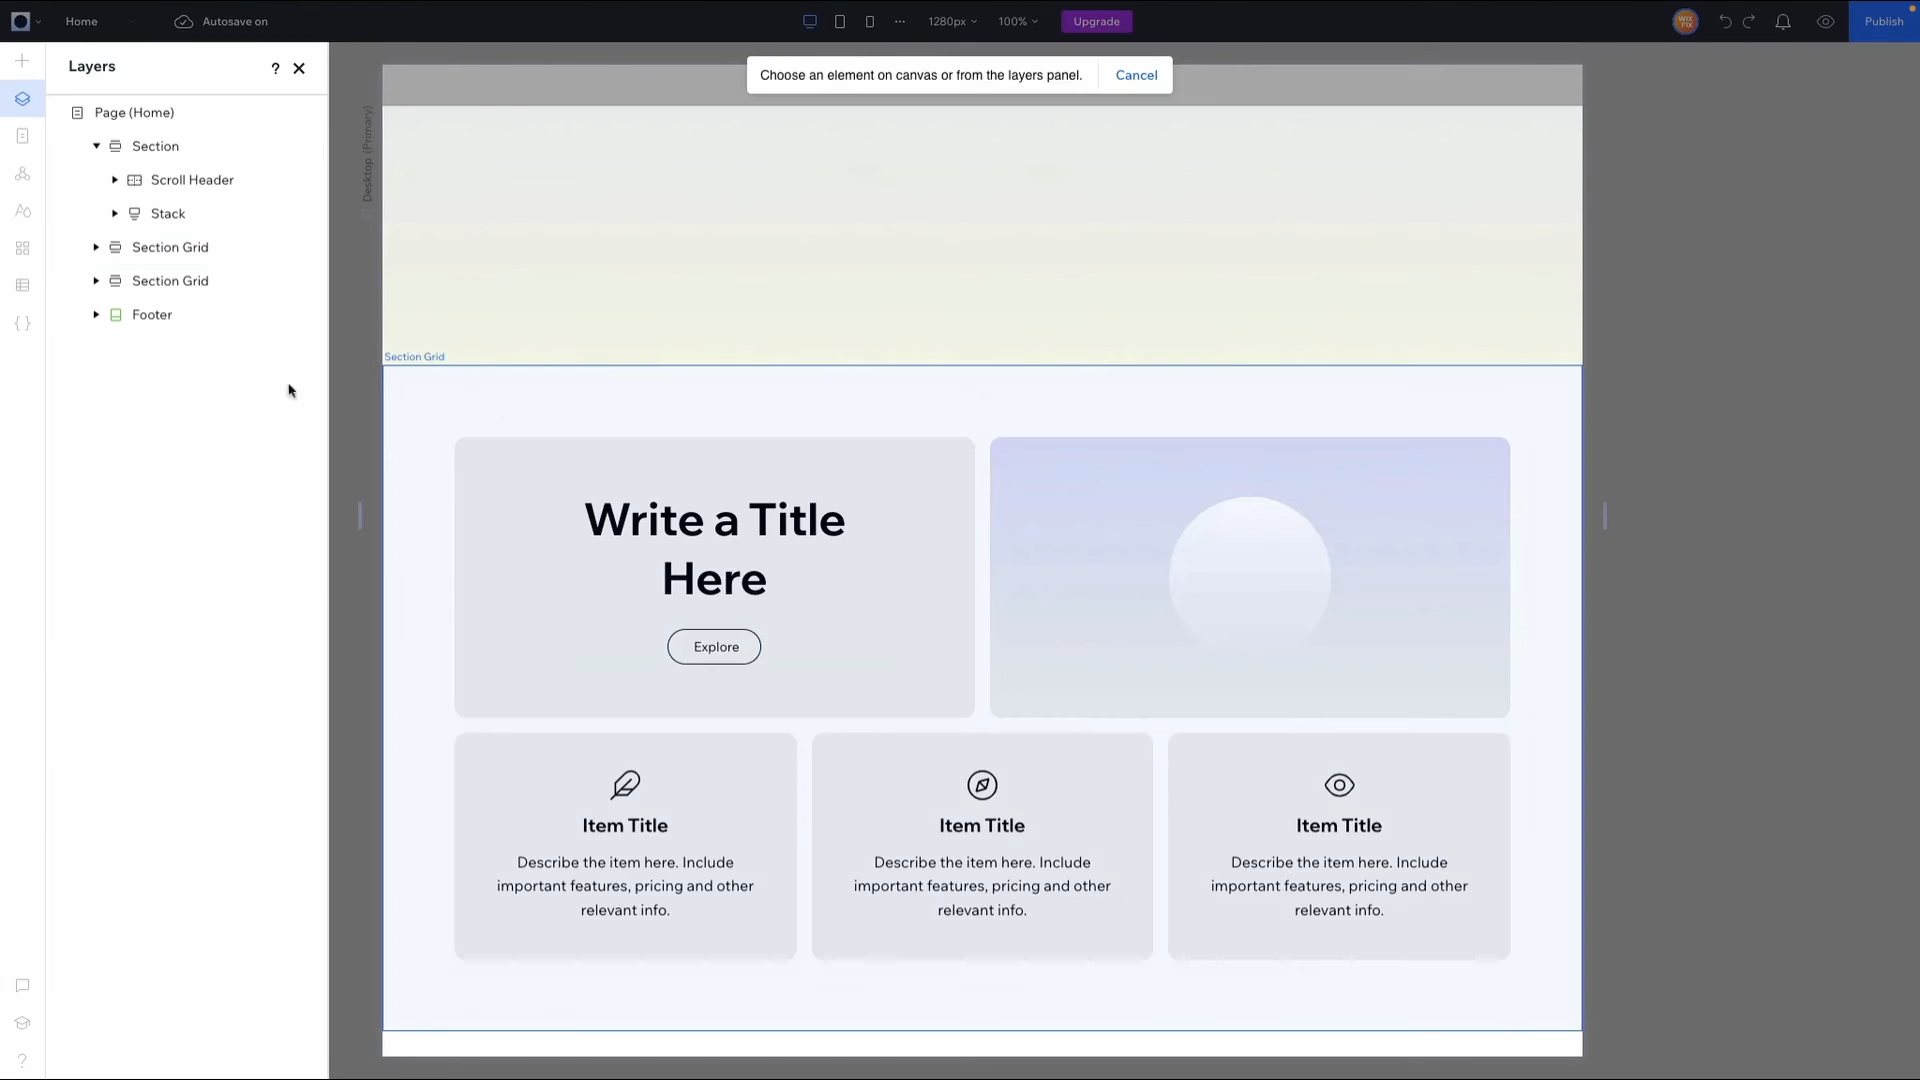 Home
Autosave on
1280px
100%
Upgrade
WIX
FIX
Publish
Layers
?
Choose an element on canvas or from the layers panel.
Cancel
Page (Home)
Section
Scroll Header
Stack
Section Grid
Section Grid
Footer
Desktop (Primary)
Section Grid
Write a Title
Here
Explore
Item Title
Describe the item here. Include
important features, pricing and other
relevant info.
Item Title
Describe the item here. Include
important features, pricing and other
relevant info.
Item Title
Describe the item here. Include
important features, pricing and other
relevant info.